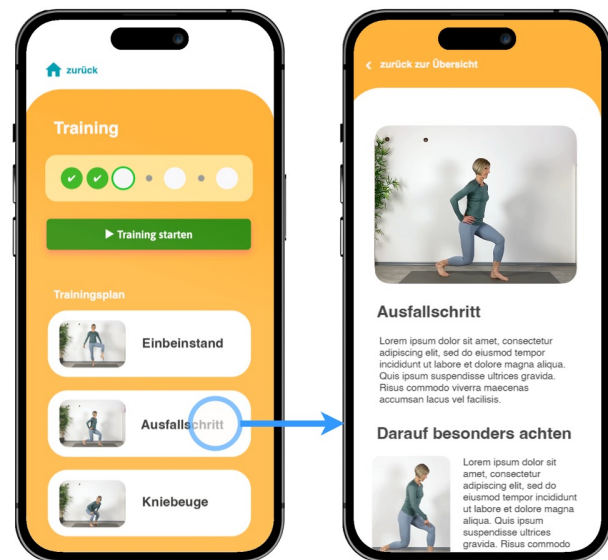 zurück
Training
Training starten
Trainingsplan
Einbeinstand
Ausfallschritt
Kniebeuge
zurück zur Übersicht
Ausfallschritt
Lorem ipsum dolor sit amet, consectetur
adipiscing elit, sed do eiusmod tempor
incididunt ut labore et dolore magna aliqua.
Quis ipsum suspendisse ultrices gravida.
Risus commodo viverra maecenas
accumsan lacus vel facilisis.
Darauf besonders achten
Lorem ipsum dolor sit
amet, consectetur
adipiscing elit, sed do
eiusmod tempor incididunt
ut labore et dolore magna
aliqua. Quis ipsum
suspendisse ultrices
gravida. Risus commodo